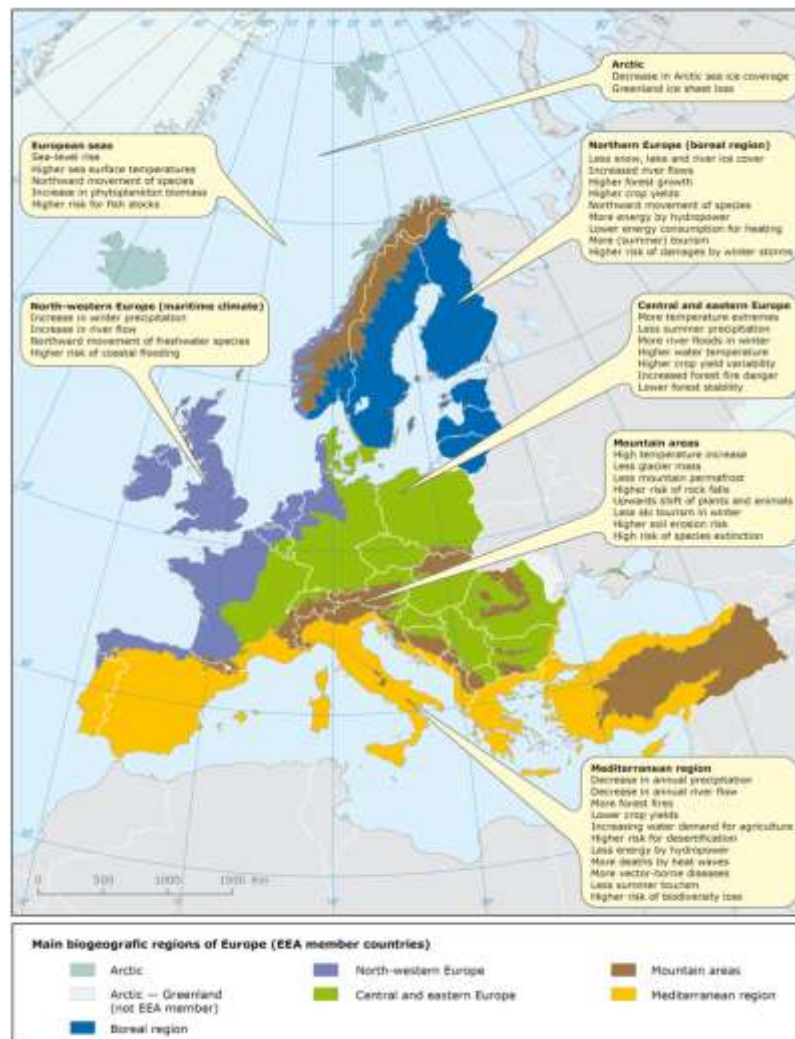 Arctic
Decrease in Arctic sea ice coverage
Greenland ice sheet loss
European seas
Sea-level rise
Higher sea surface temperatures
Northward movement of species
Increase in phytoplankton biomass
Higher risk for fish stocks
Northern Europe (boreal region)
Less snow, lake and river ice cover
Increased river flows
Higher forest growth
Higher crop yields
Northward movement of species
More energy by hydropower
Lower energy consumption for heating
More (summer) tourism
Higher risk of damages by winter storms
North-western Europe (maritime climate)
Increase in winter precipitation
Increase in river flow
Northward movement of freshwater species
Higher risk of coastal flooding
Central and eastern Europe
More temperature extremes
Less summer precipitation
More river floods in winter
Higher water temperature
Higher crop yield variability
Increased forest fire danger
Lower forest stability
Mountain areas
High temperature increase
Less glacier mass
Less mountain permafrost
Higher risk of rock falls
Upwards shift of plants and animals
Less ski tourism in winter
Higher soil erosion risk
High risk of species extinction
Mediterranean region
Decrease in annual precipitation
Decrease in annual river flow
More forest fires
Lower crop yields
Increasing water demand for agriculture
Higher risk for desertification
Less energy by hydropower
More deaths by heat waves
More vector-borne diseases
Less summer tourism
Higher risk of biodiversity loss
0 500 1000 1500 Km
Main biogeografic regions of Europe (EEA member countries)
Arctic
North-western Europe
Mountain areas
Arctic — Greenland
(not EEA member)
Central and eastern Europe
Mediterranean region
Boreal region